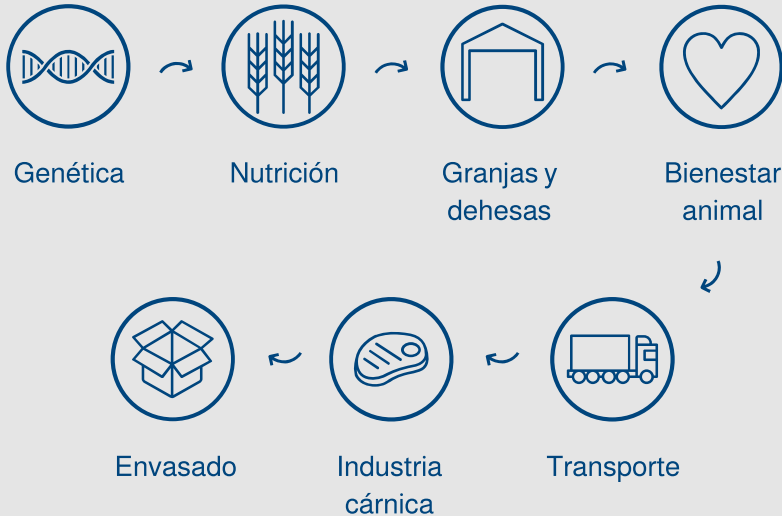 Genética
Nutrición
Granjas y
dehesas
Bienestar
animal
Envasado
Industria
cárnica
Transporte